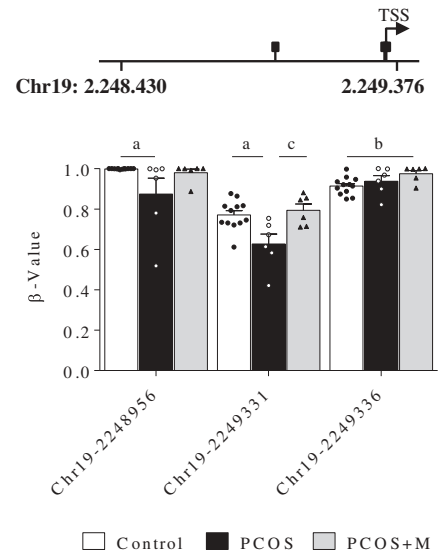 TSS
Chr19: 2.248.430 2.249.376
a a c b
1.0
0.8
0.6
0.4
0.2
0.0
β-Value
Chr19-2248956
Chr19-2249331
Chr19-2249336
Control PCOS PCOS+M